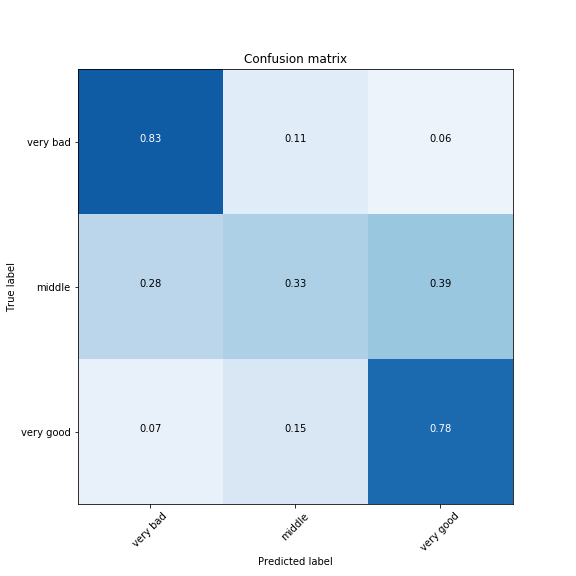 Confusion matrix
True label
very bad
0.83 0.11 0.06
middle
0.28 0.33 0.39
very good
0.07 0.15 0.78
very bad middle very good
Predicted label